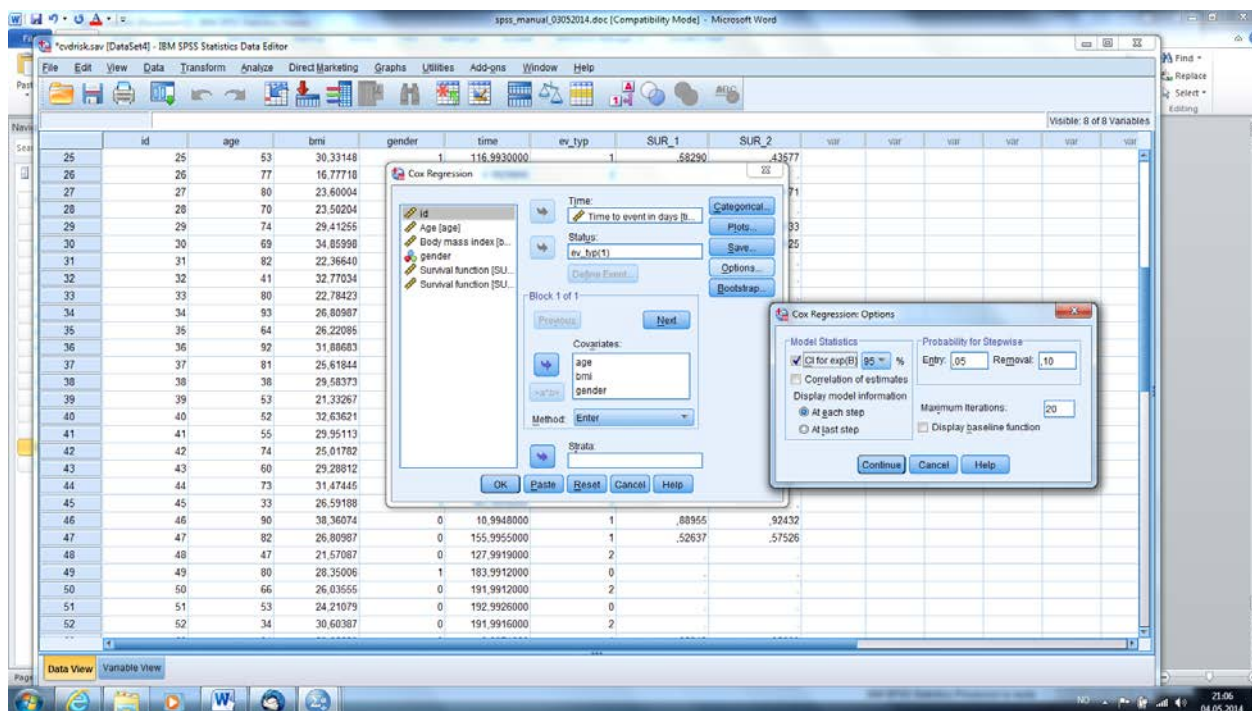 spss_manual_03052014.doc [Compatibility Mode] - Microsoft Word
*cvdrisk.sav [DataSet4] - IBM SPSS Statistics Data Editor
File Edit View Data Transform Analyze Direct Marketing Graphs Utilities Add-ons Window Help
Find
Replace
Select
Editing
Visible: 8 of 8 Variables
id age bmi gender time ev_typ SUR_1 SUR_2 var var var var var var
25 25 53 30,33148 1 116,9930000 1 ,58290 ,43577
26 26 77 16,77718
27 27 80 23,60004 71
28 28 70 23,50204
29 29 74 29,41255 33
30 30 69 34,85998 25
31 31 82 22,36640
32 32 41 32,77034
33 33 80 22,78423
34 34 93 26,80987
35 35 64 26,22085
36 36 92 31,88683
37 37 81 25,61844
38 38 38 29,58373
39 39 53 21,33267
40 40 52 32,63621
41 41 55 29,95113
42 42 74 25,01782
43 43 60 29,28812
44 44 73 31,47445
45 45 33 26,59188
46 46 90 38,36074 0 10,9948000 1 ,88955 ,92432
47 47 82 26,80987 0 155,9955000 1 ,52637 ,57526
48 48 47 21,57087 0 127,9919000 2 . .
49 49 80 28,35006 1 183,9912000 0 . .
50 50 66 26,03555 0 191,9912000 2 . .
51 51 53 24,21079 0 192,9926000 0 . .
52 52 34 30,60387 0 191,9916000 2 . .
Cox Regression
id
Age [age]
Body mass index [b...
gender
Survival function [SU...
Survival function [SU...
Time:
Time to event in days [ti...
Status:
ev_typ(1)
Define Event...
Block 1 of 1
Previous
Next
Covariates:
age
bmi
gender
>a*b>
Method: Enter
Strata:
OK Paste Reset Cancel Help
Categorical...
Plots...
Save...
Options...
Bootstrap...
Cox Regression: Options
Model Statistics
CI for exp(B) 95 %
Correlation of estimates
Display model information
At each step
At last step
Probability for Stepwise
Entry: ,05 Removal: ,10
Maximum Iterations: 20
Display baseline function
Continue Cancel Help
Data View Variable View
NO
21:06
04.05.2014